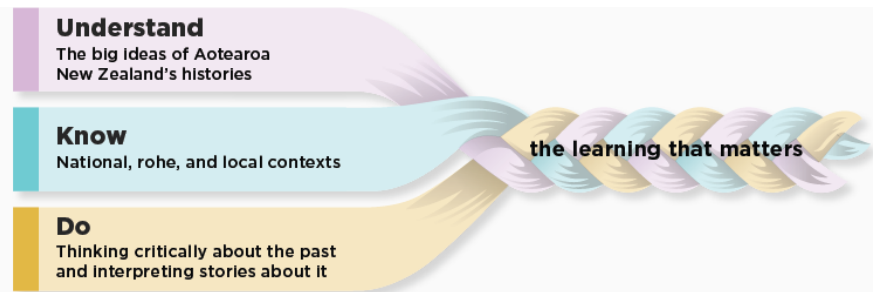 Understand
The big ideas of Aotearoa
New Zealand's histories
Know
National, rohe, and local contexts
Do
Thinking critically about the past
and interpreting stories about it
the learning that matters